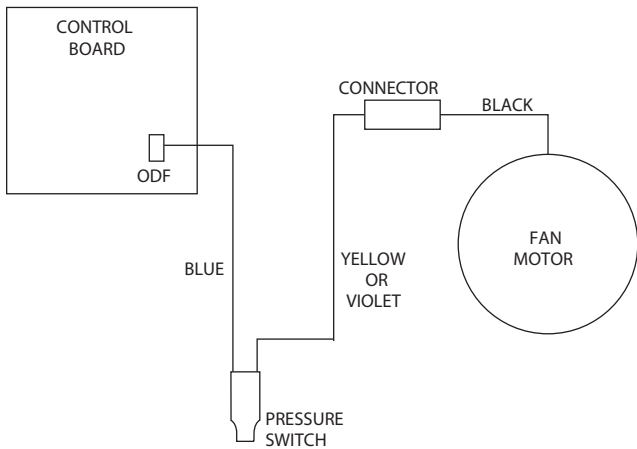 CONTROL
BOARD
ODF
BLUE
PRESSURE
SWITCH
YELLOW
OR
VIOLET
CONNECTOR
BLACK
FAN
MOTOR